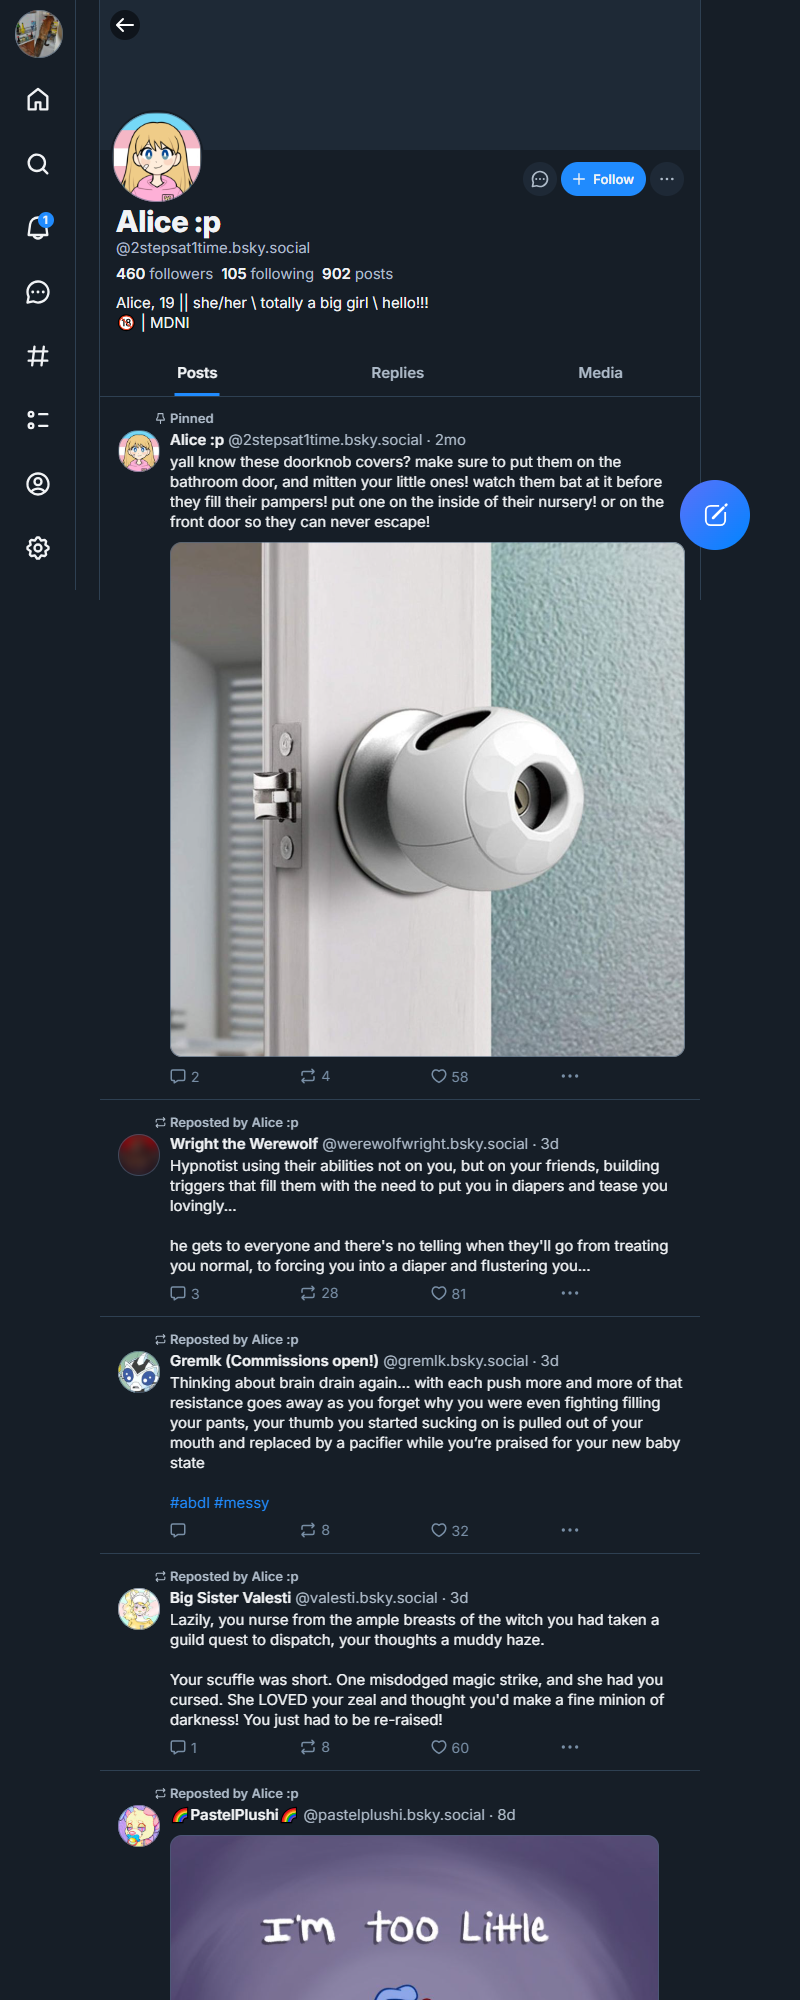 Alice :p
@2stepsat1time.bsky.social
460 followers 105 following 902 posts
Alice, 19 || she/her \ totally a big girl \ hello!!!
🔞 | MDNI
+ Follow
1
Posts
Replies
Media
Pinned
Alice :p @2stepsat1time.bsky.social · 2mo
yall know these doorknob covers? make sure to put them on the
bathroom door, and mitten your little ones! watch them bat at it before
they fill their pampers! put one on the inside of their nursery! or on the
front door so they can never escape!
2 4 58
Reposted by Alice :p
Wright the Werewolf @werewolfwright.bsky.social · 3d
Hypnotist using their abilities not on you, but on your friends, building
triggers that fill them with the need to put you in diapers and tease you
lovingly...
he gets to everyone and there's no telling when they'll go from treating
you normal, to forcing you into a diaper and flustering you...
3 28 81
Reposted by Alice :p
Gremlk (Commissions open!) @gremlk.bsky.social · 3d
Thinking about brain drain again... with each push more and more of that
resistance goes away as you forget why you were even fighting filling
your pants, your thumb you started sucking on is pulled out of your
mouth and replaced by a pacifier while you’re praised for your new baby
state
#abdl #messy
8 32
Reposted by Alice :p
Big Sister Valesti @valesti.bsky.social · 3d
Lazily, you nurse from the ample breasts of the witch you had taken a
guild quest to dispatch, your thoughts a muddy haze.
Your scuffle was short. One misdodged magic strike, and she had you
cursed. She LOVED your zeal and thought you'd make a fine minion of
darkness! You just had to be re-raised!
1 8 60
Reposted by Alice :p
🌈PastelPlushi🌈 @pastelplushi.bsky.social · 8d
I'm too Little